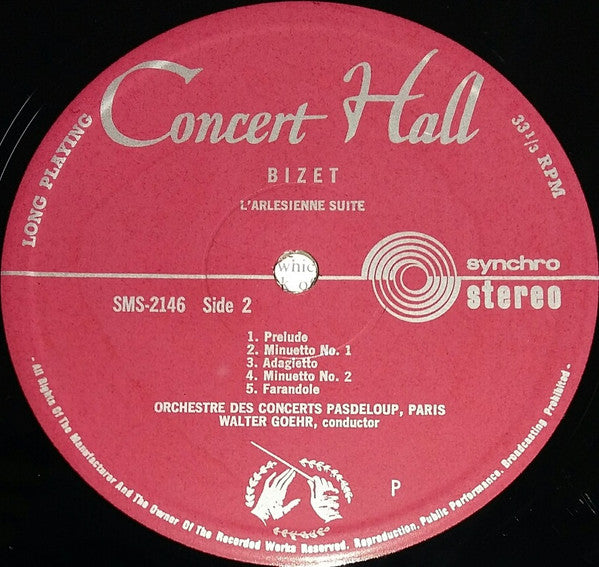 Concert Hall
LONG PLAYING
33 1/3 RPM
BIZET
L'ARLESIENNE SUITE
whic
k o
synchro
stereo
SMS-2146 Side 2
1. Prelude
2. Minuetto No. 1
3. Adagietto
4. Minuetto No. 2
5. Farandole
ORCHESTRE DES CONCERTS PASDELOUP, PARIS
WALTER GOEHR, conductor
P
- All Rights Of The Manufacturer And The Owner Of The Recorded Works Reserved. Reproduction, Public Performance, Broadcasting Prohibited -